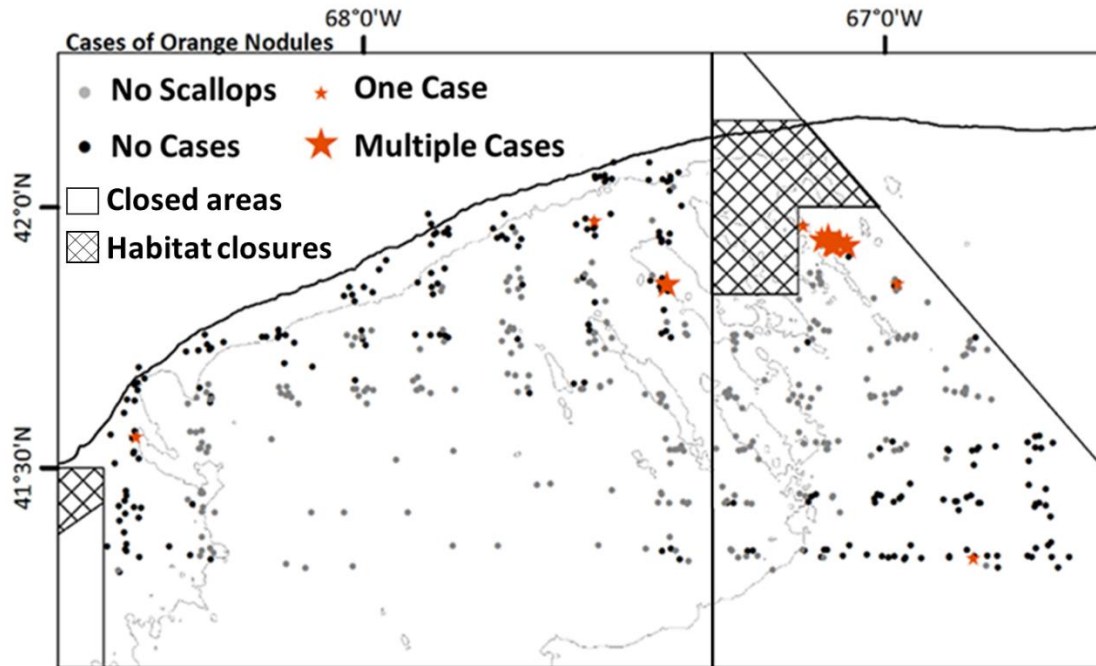 68°0'W 67°0'W
Cases of Orange Nodules
No Scallops One Case
No Cases Multiple Cases
Closed areas
Habitat closures
42°0'N
41°30'N